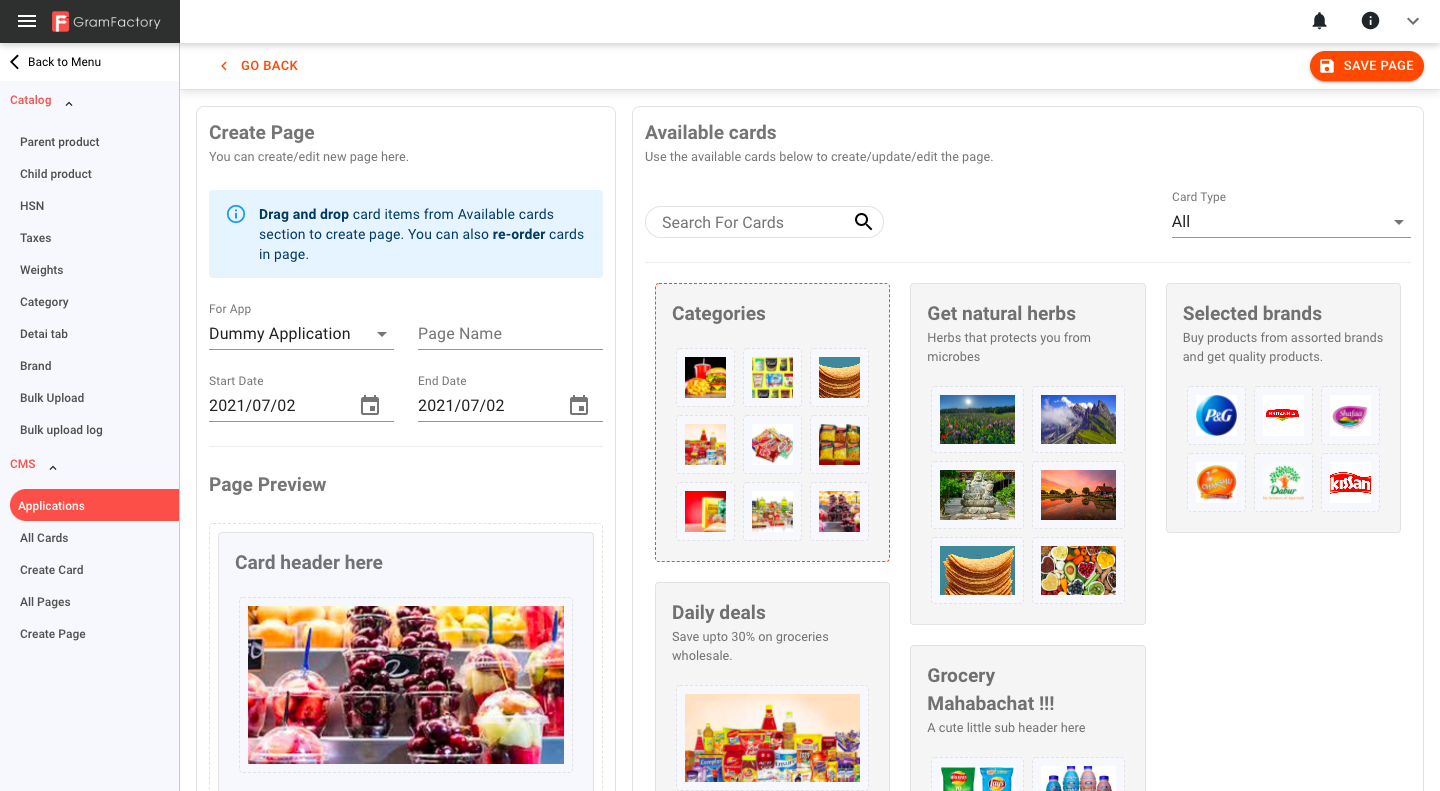 GramFactory
Back to Menu
GO BACK
SAVE PAGE
Catalog
Parent product
Child product
HSN
Taxes
Weights
Category
Detai tab
Brand
Bulk Upload
Bulk upload log
CMS
Applications
All Cards
Create Card
All Pages
Create Page
Create Page
You can create/edit new page here.
Drag and drop card items from Available cards
section to create page. You can also re-order cards
in page.
For App
Dummy Application
Page Name
Start Date
2021/07/02
End Date
2021/07/02
Page Preview
Card header here
Available cards
Use the available cards below to create/update/edit the page.
Search For Cards
Card Type
All
Categories
Daily deals
Save upto 30% on groceries
wholesale.
Get natural herbs
Herbs that protects you from
microbes
Grocery
Mahabachat !!!
A cute little sub header here
Selected brands
Buy products from assorted brands
and get quality products.
P&G
Shafaa
Dabur
Kissan